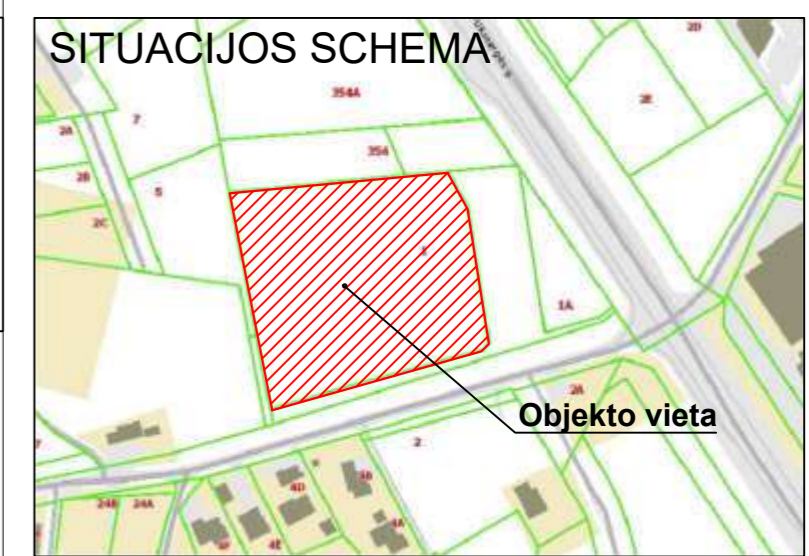 SITUACIJOS SCHEMA
2D
354A
2E
7
2A
354
2B
2C
1A
Objekto vieta
2A
2
4D
4B
24B
24A
4A
4E